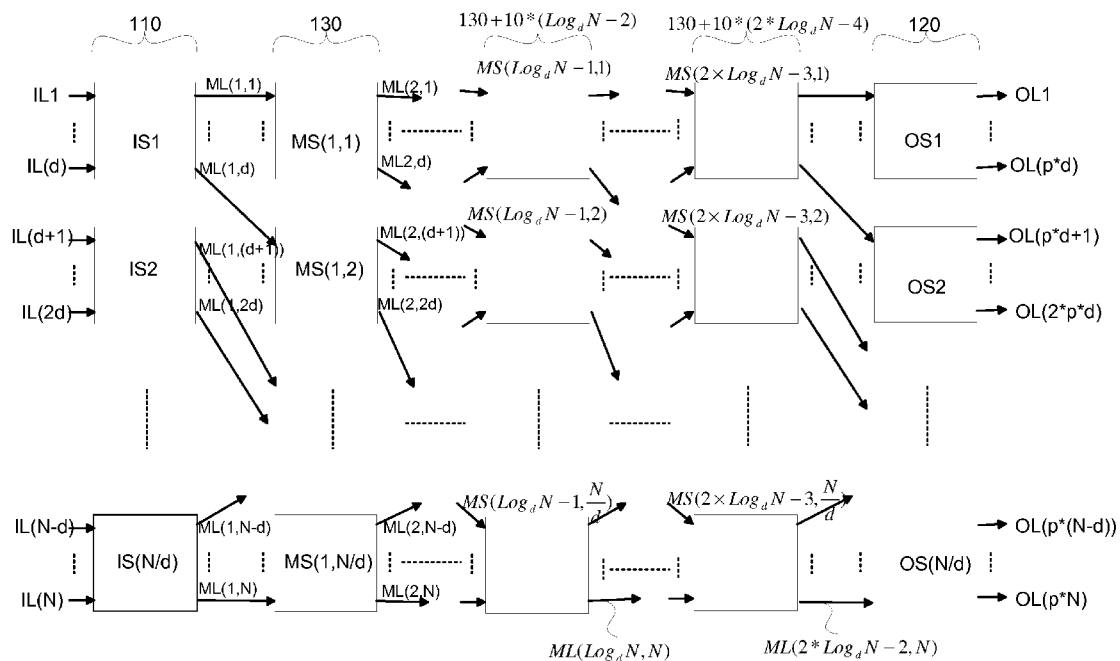 110 130 130+10*(Log_d N−2) 130+10*(2*Log_d N−4) 120
MS(Log_d N−1,1) MS(2×Log_d N−3,1)
IL1 ML(1,1) ML(2,1) OL1
IS1 MS(1,1) OS1
IL(d) ML(1,d) ML2,d) OL(p*d)
MS(Log_d N−1,2) MS(2×Log_d N−3,2)
IL(d+1) ML(1,(d+1)) ML(2,(d+1)) OL(p*d+1)
IS2 MS(1,2) OS2
IL(2d) ML(1,2d) ML(2,2d) OL(2*p*d)
MS(Log_d N−1,N/d) MS(2×Log_d N−3,N/d)
IL(N-d) ML(1,N-d) ML(2,N-d) OL(p*(N-d))
IS(N/d) MS(1,N/d) OS(N/d)
IL(N) ML(1,N) ML(2,N) OL(p*N)
ML(Log_d N,N) ML(2*Log_d N−2,N)